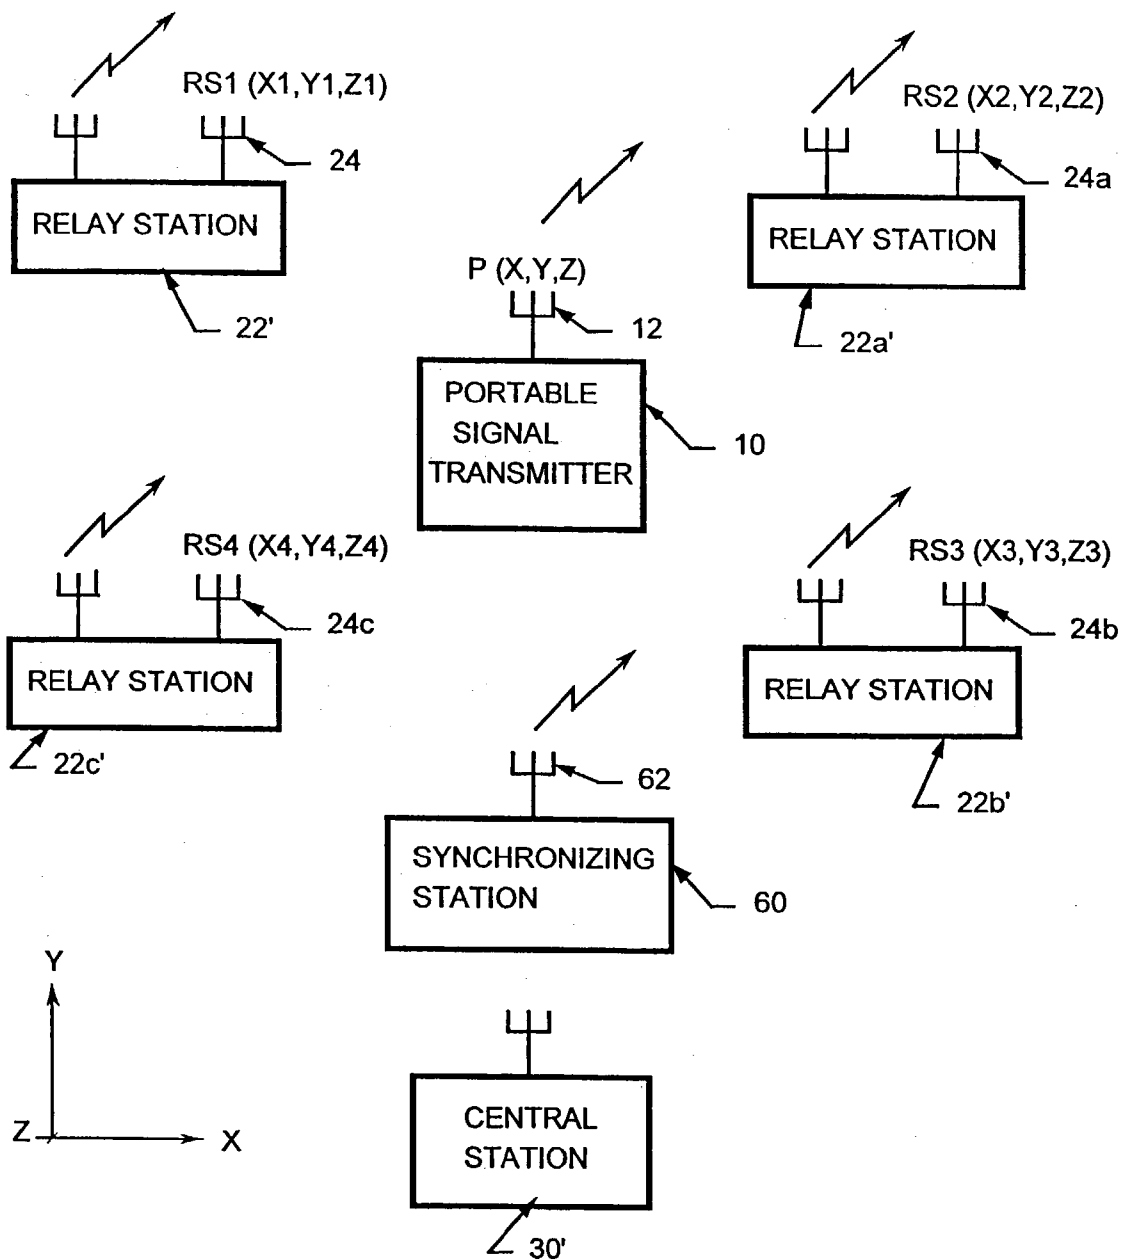 RS1 (X1,Y1,Z1)
24
RELAY STATION
22'
RS2 (X2,Y2,Z2)
24a
RELAY STATION
22a'
P (X,Y,Z)
12
PORTABLE
SIGNAL
TRANSMITTER
10
RS4 (X4,Y4,Z4)
24c
RELAY STATION
22c'
RS3 (X3,Y3,Z3)
24b
RELAY STATION
22b'
62
SYNCHRONIZING
STATION
60
Y
Z
X
CENTRAL
STATION
30'